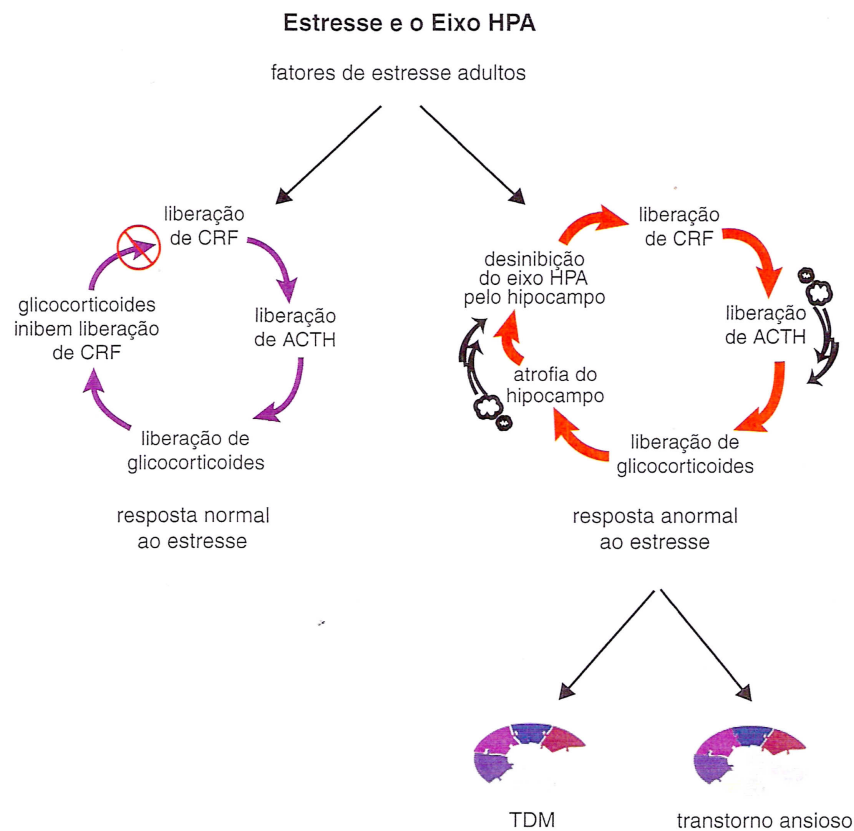 Estresse e o Eixo HPA
fatores de estresse adultos
liberação
de CRF
glicocorticoides
inibem liberação
de CRF
liberação
de ACTH
liberação de
glicocorticoides
resposta normal
ao estresse
liberação
de CRF
desinibição
do eixo HPA
pelo hipocampo
liberação
de ACTH
atrofia do
hipocampo
liberação de
glicocorticoides
resposta anormal
ao estresse
TDM
transtorno ansioso